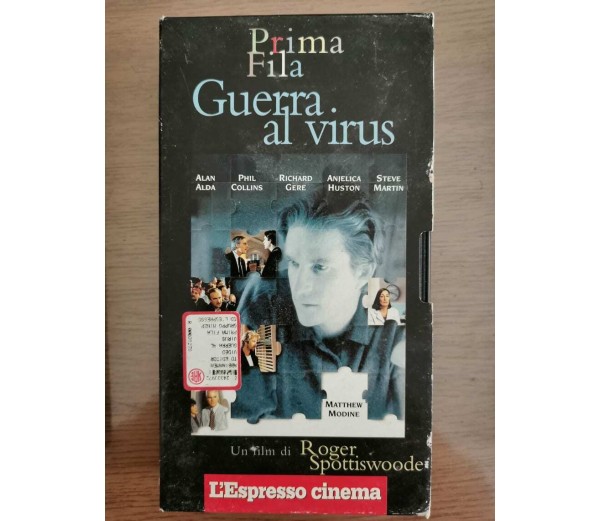 Prima
Fila
Guerra
al virus
ALAN
ALDA
PHIL
COLLINS
RICHARD
GERE
ANJELICA
HUSTON
STEVE
MARTIN
MATTHEW
MODINE
Un film di Roger
Spottiswoode
L'Espresso cinema